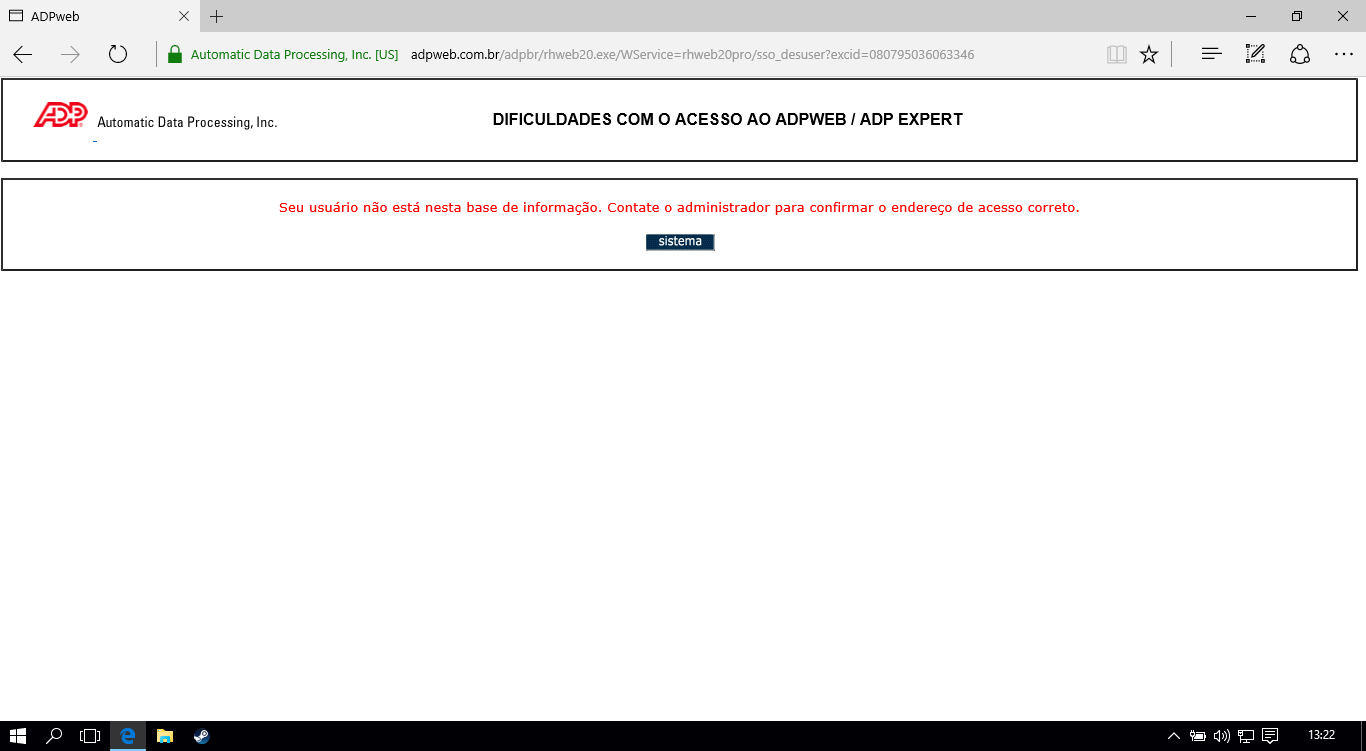 ADPweb
Automatic Data Processing, Inc. [US] adpweb.com.br/adpbr/rhweb20.exe/WService=rhweb20pro/sso_desuser?excid=080795036063346
ADP Automatic Data Processing, Inc.
DIFICULDADES COM O ACESSO AO ADPWEB / ADP EXPERT
Seu usuário não está nesta base de informação. Contate o administrador para confirmar o endereço de acesso correto.
sistema
13:22